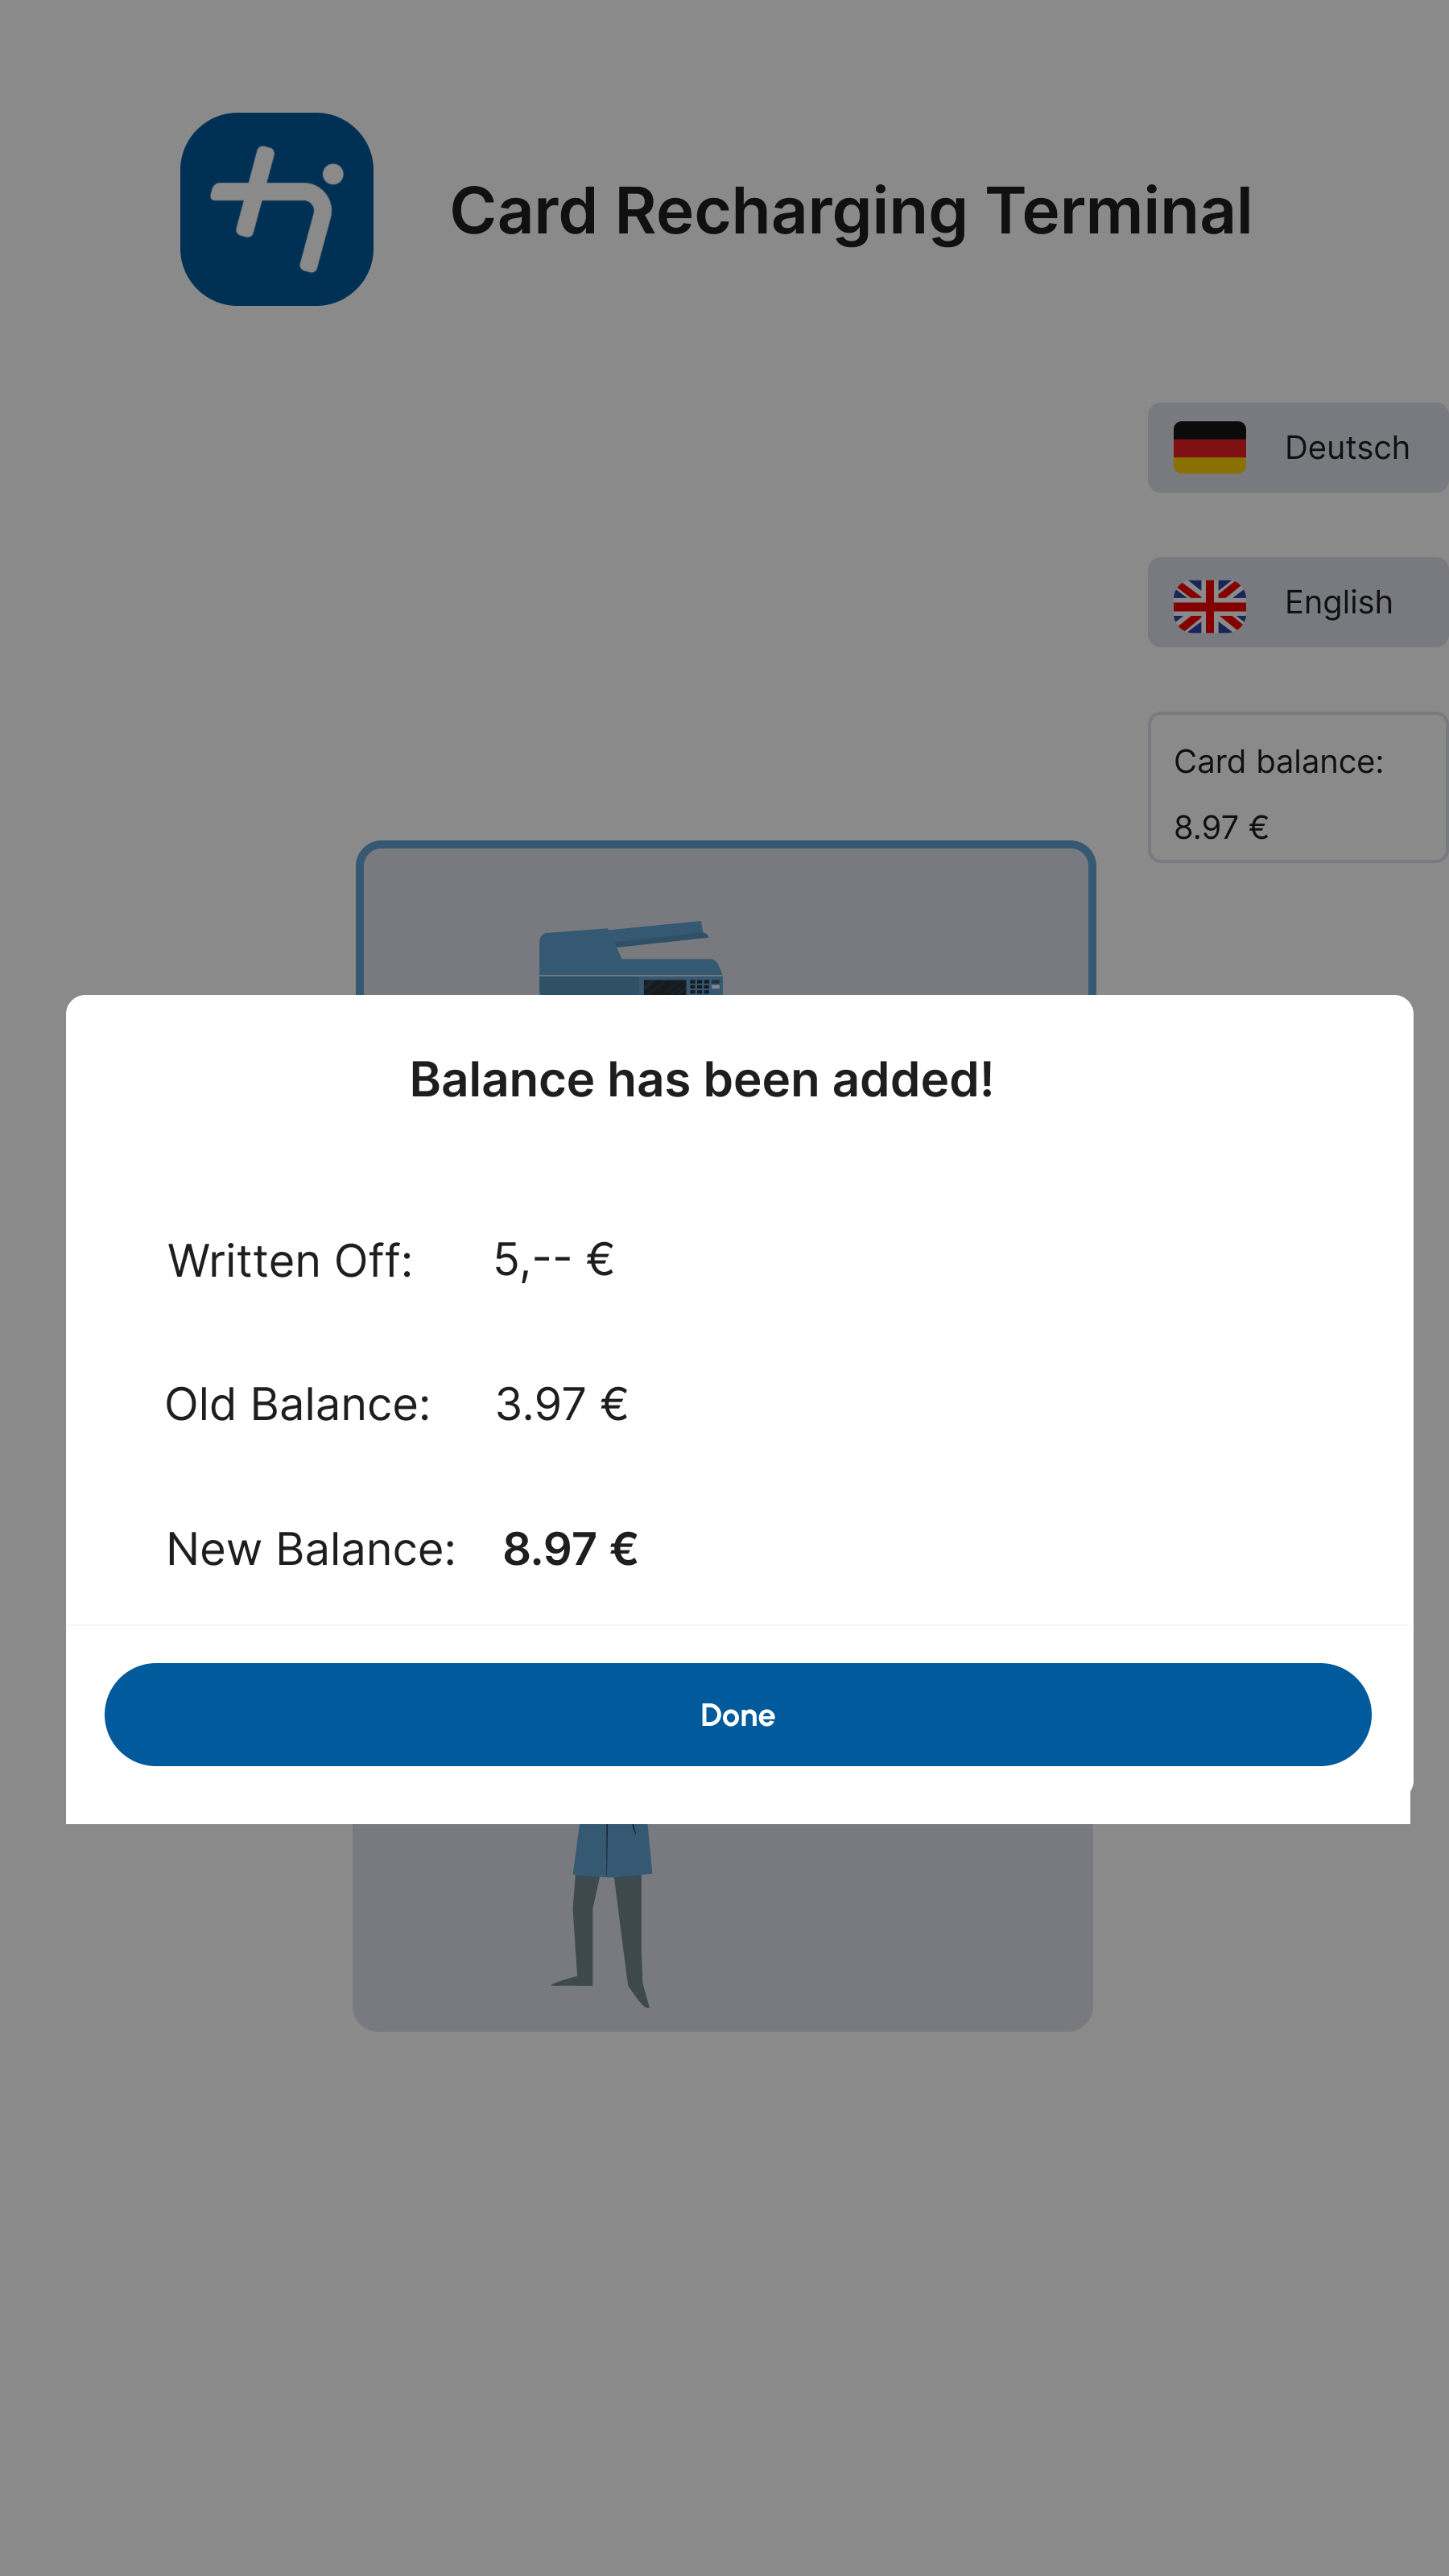 Card Recharging Terminal
Deutsch
English
Card balance:
8.97 €
Balance has been added!
Written Off: 5,-- €
Old Balance: 3.97 €
New Balance: 8.97 €
Done